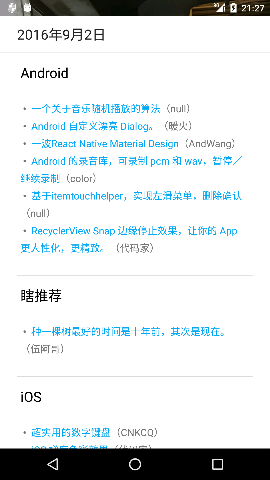 21:27
2016年9月2日
Android
• 一个关于音乐随机播放的算法（null）
• Android 自定义漂亮 Dialog。（暖火）
• 一波React Native Material Design（AndWang）
• Android 的录音库，可录制 pcm 和 wav，暂停／
继续录制（color）
• 基于itemtouchhelper，实现左滑菜单，删除确认
（null）
• RecyclerView Snap 边缘停止效果，让你的 App
更人性化，更精致。（代码家）
瞎推荐
• 种一棵树最好的时间是十年前，其次是现在。
（伍阿哥）
iOS
• 超实用的数字键盘（CNKCQ）